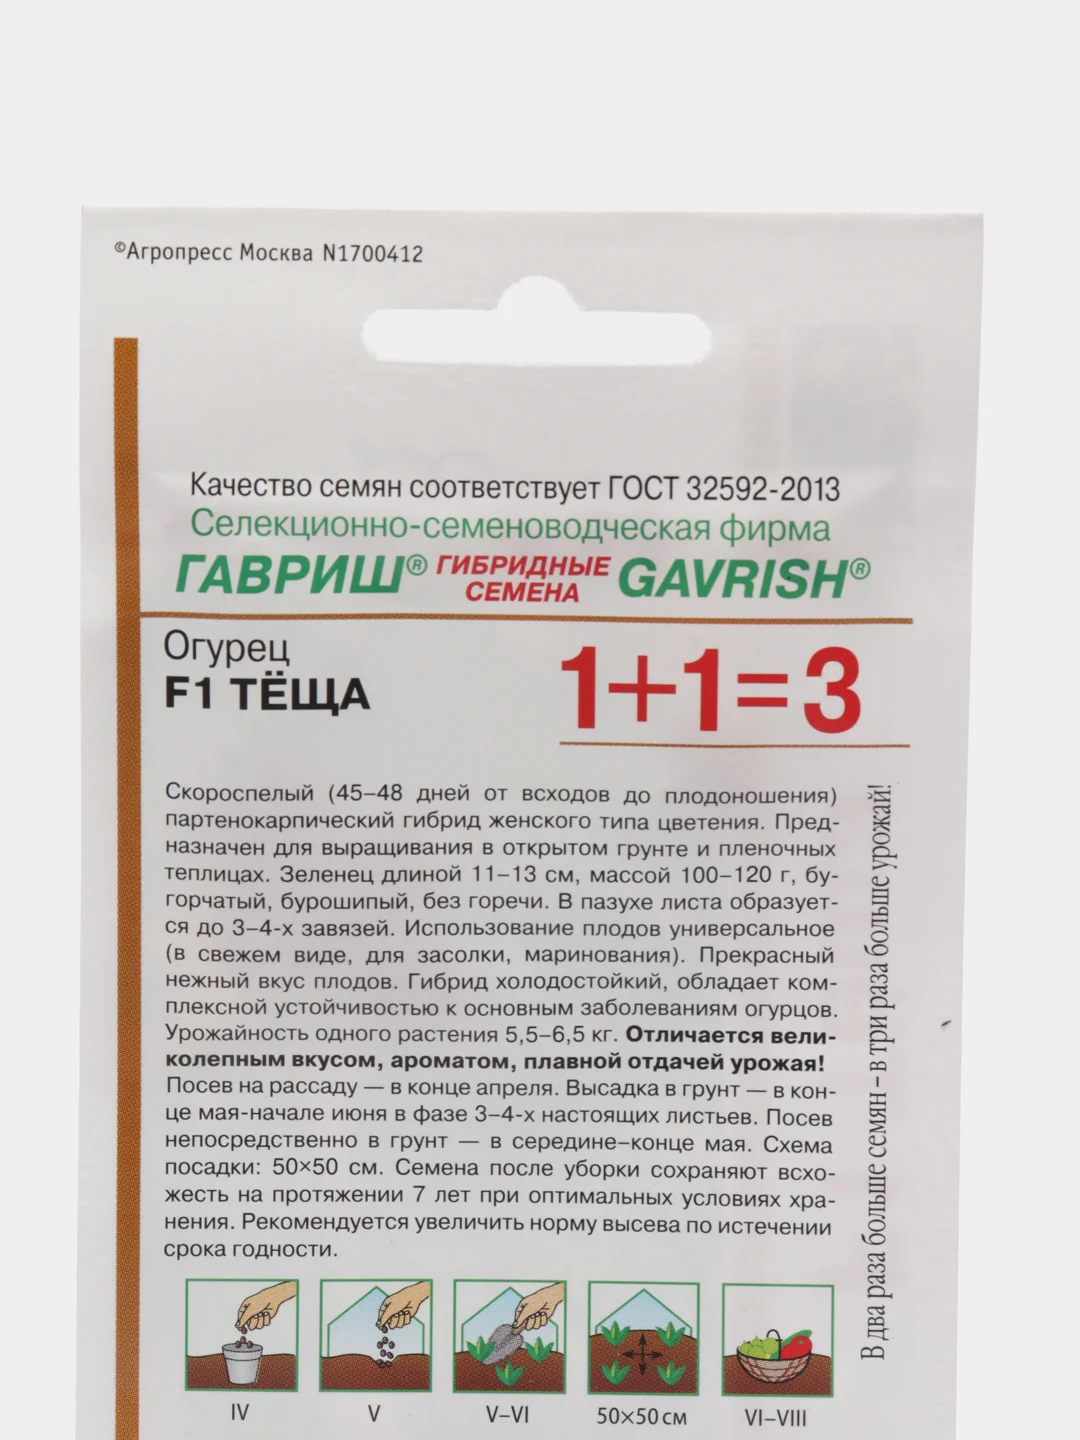 ©Агропресс Москва N1700412
Качество семян соответствует ГОСТ 32592-2013
Селекционно-семеноводческая фирма
ГАВРИШ® ГИБРИДНЫЕ СЕМЕНА GAVRISH®
Огурец
F1 ТЁЩА
1+1=3
Скороспелый (45–48 дней от всходов до плодоношения)
партенокарпический гибрид женского типа цветения. Пред-
назначен для выращивания в открытом грунте и пленочных
теплицах. Зеленец длиной 11–13 см, массой 100–120 г, бу-
горчатый, бурошипый, без горечи. В пазухе листа образует-
ся до 3–4-х завязей. Использование плодов универсальное
(в свежем виде, для засолки, маринования). Прекрасный
нежный вкус плодов. Гибрид холодостойкий, обладает ком-
плексной устойчивостью к основным заболеваниям огурцов.
Урожайность одного растения 5,5–6,5 кг. Отличается вели-
колепным вкусом, ароматом, плавной отдачей урожая!
Посев на рассаду — в конце апреля. Высадка в грунт — в кон-
це мая-начале июня в фазе 3–4-х настоящих листьев. Посев
непосредственно в грунт — в середине–конце мая. Схема
посадки: 50×50 см. Семена после уборки сохраняют всхо-
жесть на протяжении 7 лет при оптимальных условиях хра-
нения. Рекомендуется увеличить норму высева по истечении
срока годности.
В два раза больше семян – в три раза больше урожай!
IV
V
V–VI
50×50 см
VI–VIII